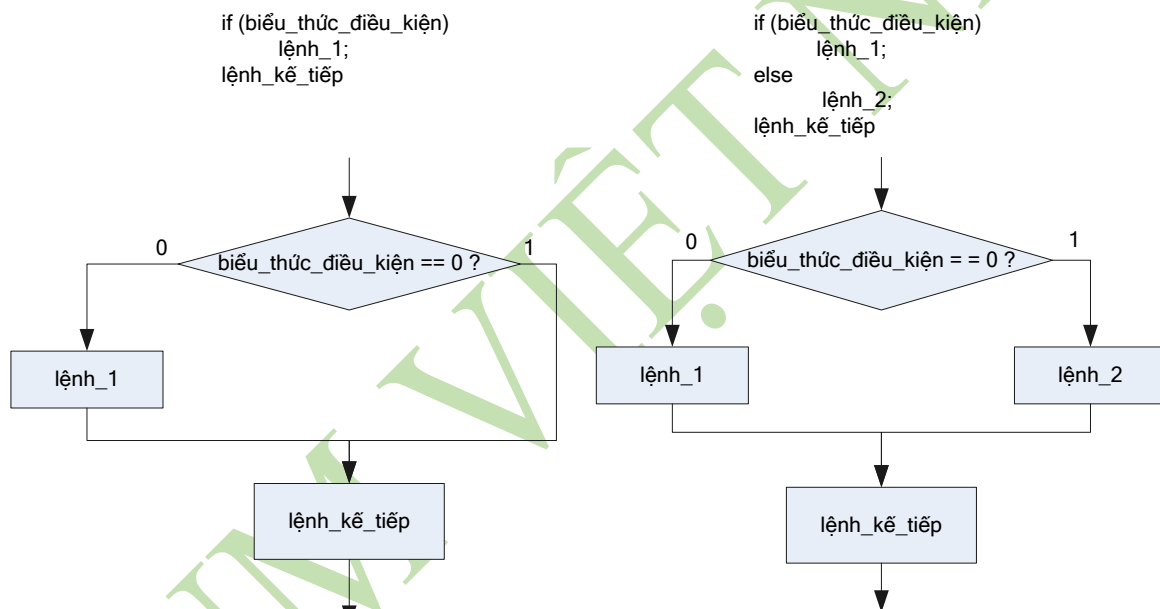 if (biểu_thức_điều_kiện)
lệnh_1;
lệnh_kế_tiếp
0
biểu_thức_điều_kiện == 0 ?
1
lệnh_1
lệnh_kế_tiếp
if (biểu_thức_điều_kiện)
lệnh_1;
else
lệnh_2;
lệnh_kế_tiếp
0
biểu_thức_điều_kiện = = 0 ?
1
lệnh_1
lệnh_2
lệnh_kế_tiếp
VIỆT